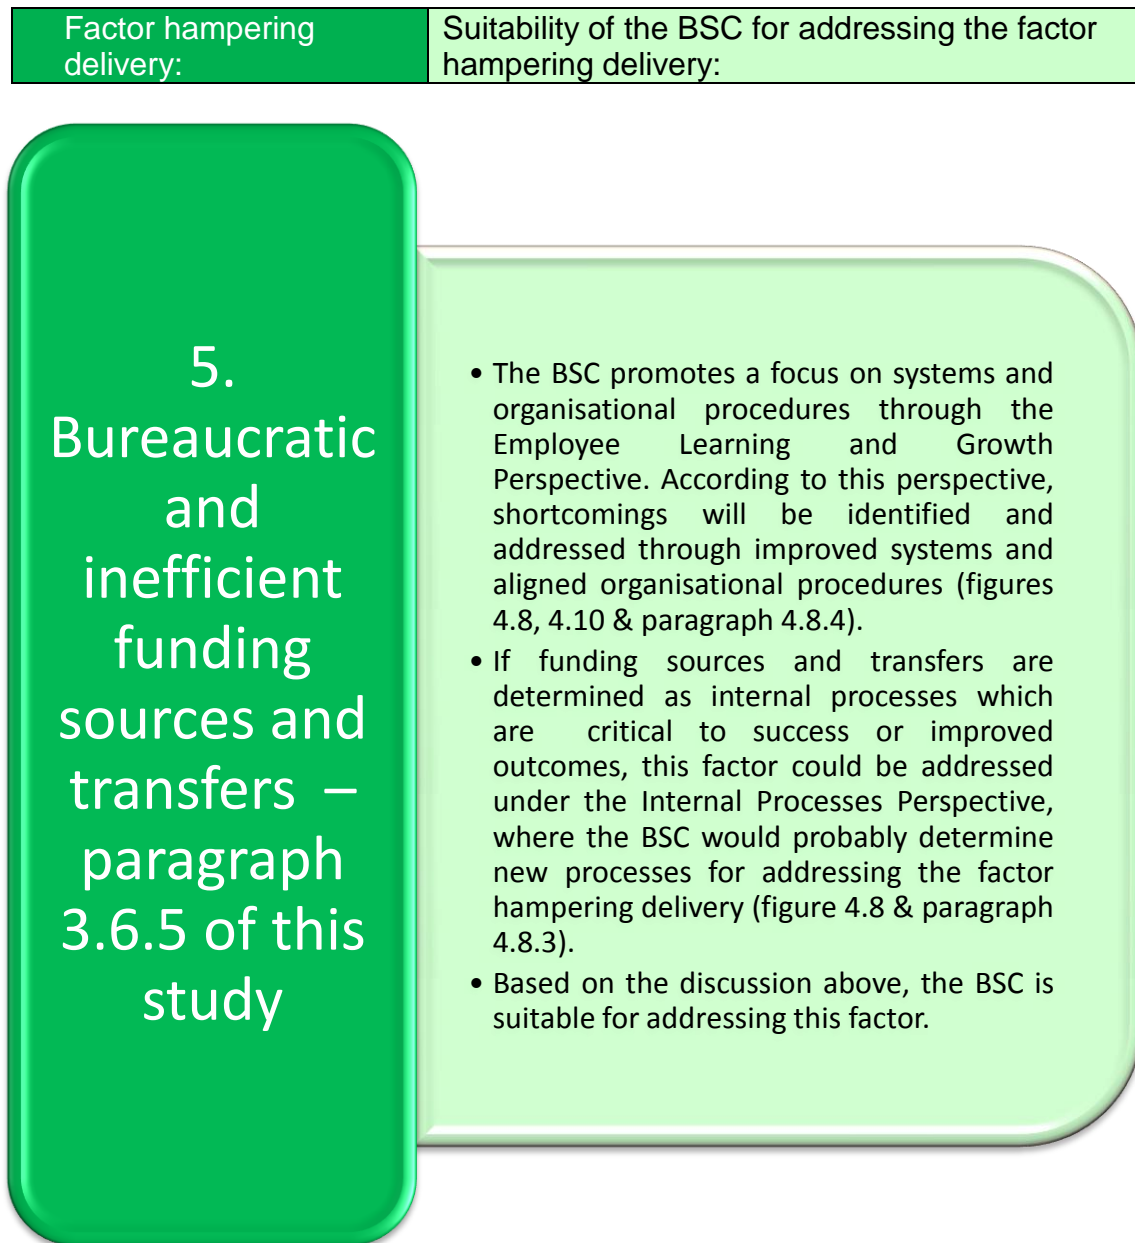 Factor hampering
delivery:
Suitability of the BSC for addressing the factor
hampering delivery:
5.
Bureaucratic
and
inefficient
funding
sources and
transfers –
paragraph
3.6.5 of this
study
• The BSC promotes a focus on systems and
organisational procedures through the
Employee Learning and Growth
Perspective. According to this perspective,
shortcomings will be identified and
addressed through improved systems and
aligned organisational procedures (figures
4.8, 4.10 & paragraph 4.8.4).
• If funding sources and transfers are
determined as internal processes which
are critical to success or improved
outcomes, this factor could be addressed
under the Internal Processes Perspective,
where the BSC would probably determine
new processes for addressing the factor
hampering delivery (figure 4.8 & paragraph
4.8.3).
• Based on the discussion above, the BSC is
suitable for addressing this factor.